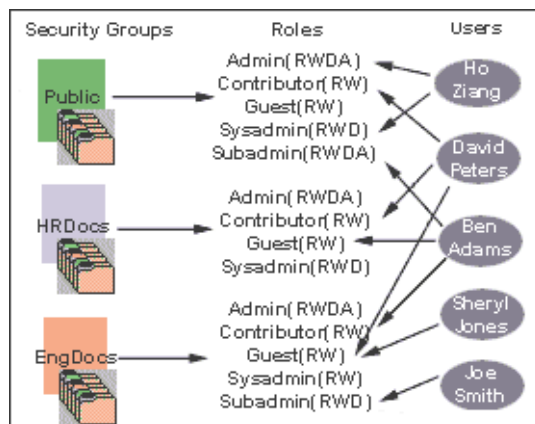 Security Groups
Roles
Users
Public
Admin(RWDA)
Contributor(RW)
Guest(RW)
Sysadmin(RWD)
Subadmin(RWDA)
HRDocs
Admin(RWDA)
Contributor(RW)
Guest(RW)
Sysadmin(RWD)
EngDocs
Admin(RWDA)
Contributor(RW)
Guest(RW)
Sysadmin(RW)
Subadmin(RWD)
Ho
Ziang
David
Peters
Ben
Adams
Sheryl
Jones
Joe
Smith